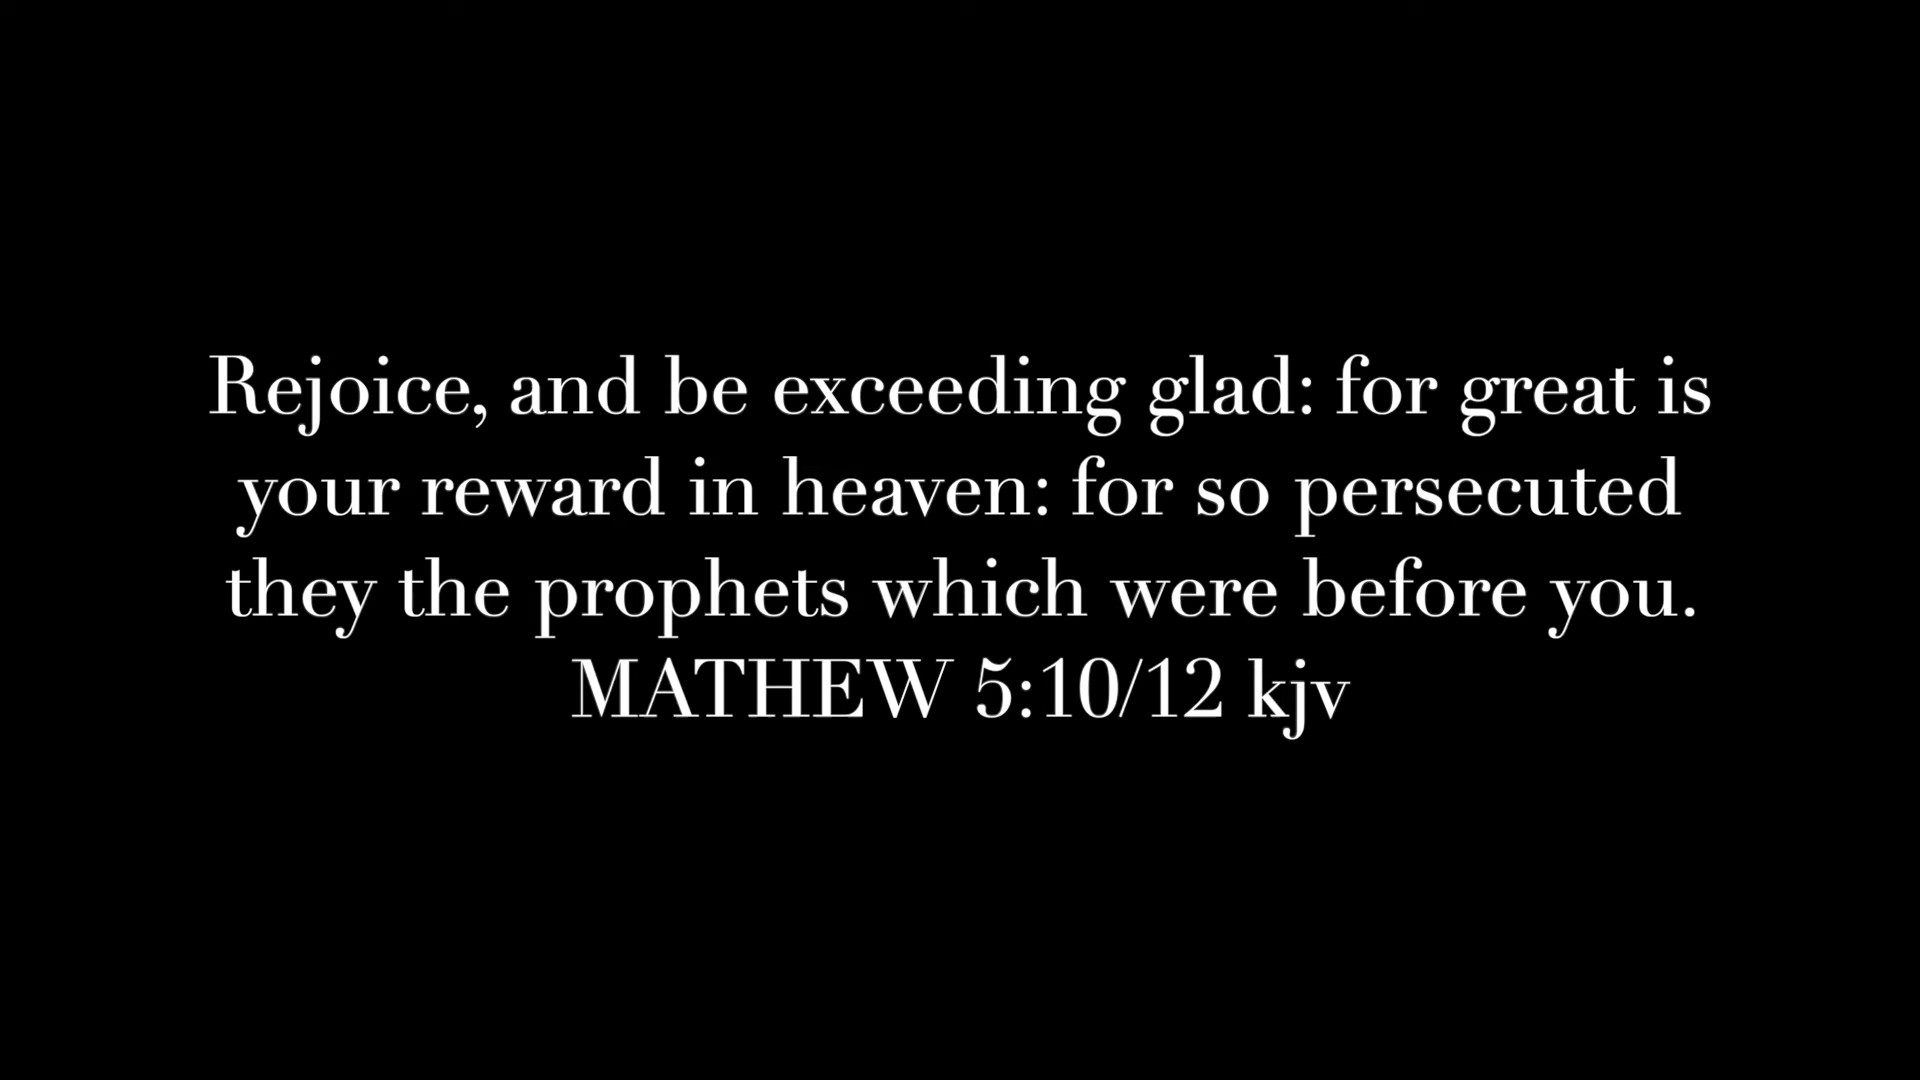 Rejoice, and be exceeding glad: for great is
your reward in heaven: for so persecuted
they the prophets which were before you.
MATHEW 5:10/12 kjv